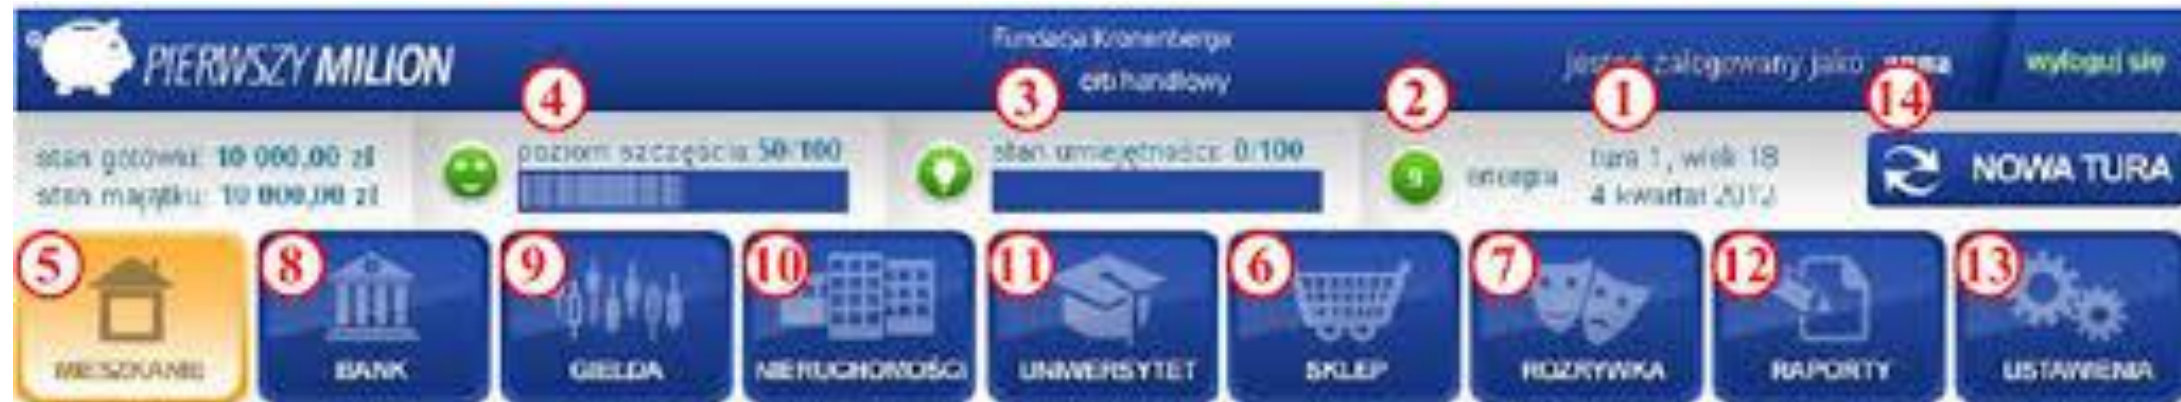 PIERWSZY MILION
Fundacja Kronenberga
citi handlowy
jesteś zalogowany jako: anna
wyloguj się
4
3
2
1
14
stan gotówki: 10 000,00 zł
stan majątku: 10 000,00 zł
poziom szczęścia 50/100
stan umiejętności: 0/100
9
energia
tura 1, wiek 18
4 kwartał 2012
NOWA TURA
5
8
9
10
11
6
7
12
13
MIESZKANIE
BANK
GIEŁDA
NIERUCHOMOŚCI
UNIWERSYTET
SKLEP
ROZRYWKA
RAPORTY
USTAWIENIA